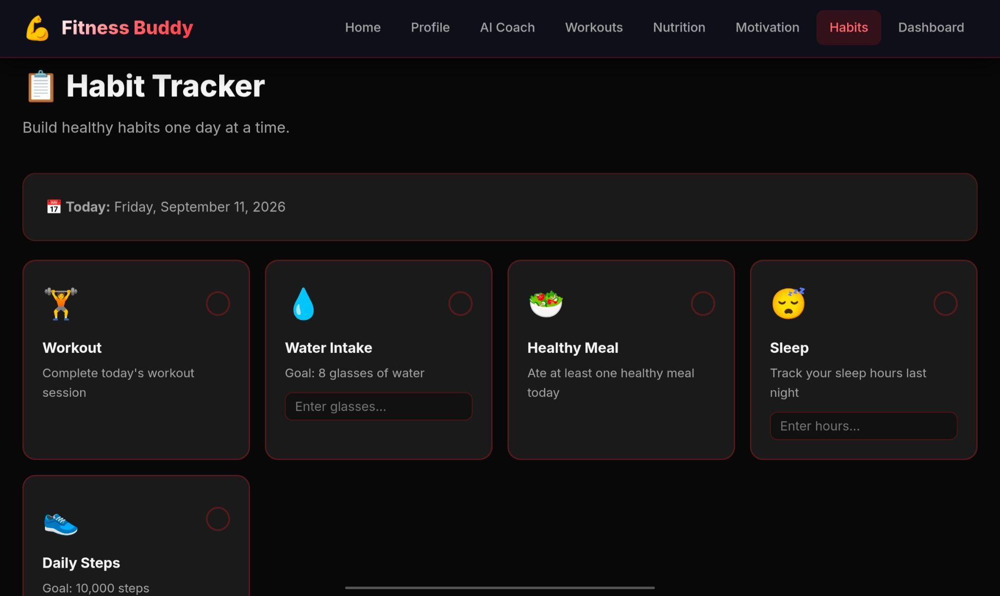 Fitness Buddy
Home
Profile
AI Coach
Workouts
Nutrition
Motivation
Habits
Dashboard
Habit Tracker
Build healthy habits one day at a time.
July
17
Today: Friday, September 11, 2026
Workout
Complete today's workout
session
Water Intake
Goal: 8 glasses of water
Enter glasses...
Healthy Meal
Ate at least one healthy meal
today
Sleep
Track your sleep hours last
night
Enter hours...
Daily Steps
Goal: 10,000 steps